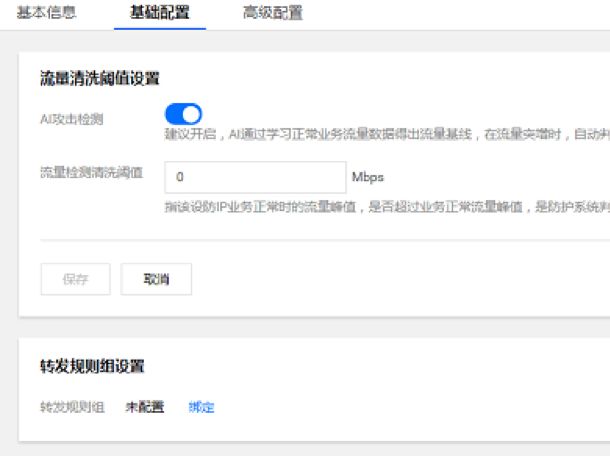 基本信息 基础配置 高级配置
流量清洗阈值设置
AI攻击检测
建议开启，AI通过学习正常业务流量数据得出流量基线，在流量突增时，自动判
流量检测清洗阈值 0 Mbps
指该设防IP业务正常时的流量峰值，是否超过业务正常流量峰值，是防护系统判
保存 取消
转发规则组设置
转发规则组 未配置 绑定